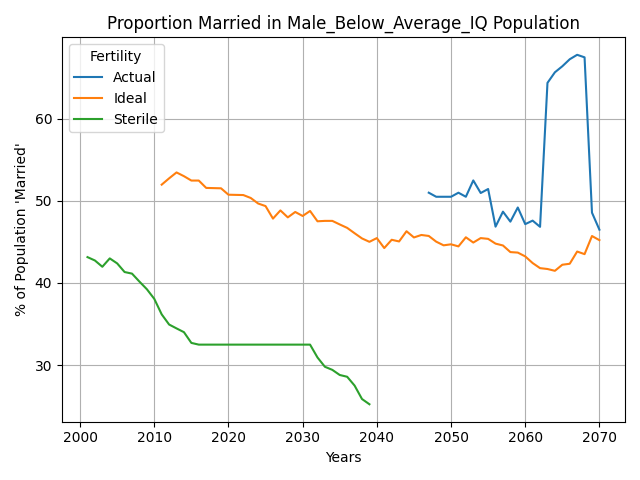 Proportion Married in Male_Below_Average_IQ Population
Fertility
Actual
Ideal
Sterile
% of Population 'Married'
60
50
40
30
2000 2010 2020 2030 2040 2050 2060 2070
Years